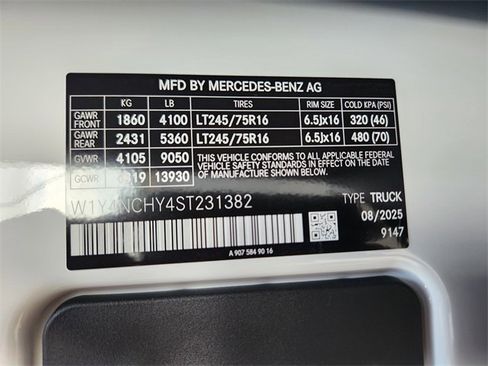 MFD BY MERCEDES-BENZ AG
KG LB TIRES RIM SIZE COLD KPA (PSI)
GAWR FRONT 1860 4100 LT245/75R16 6.5Jx16 320 (46)
GAWR REAR 2431 5360 LT245/75R16 6.5Jx16 480 (70)
GVWR 4105 9050 THIS VEHICLE CONFORMS TO ALL APPLICABLE FEDERAL
VEHICLE SAFETY STANDARDS IN EFFECT ON THE DATE
GCWR 13930 OF MANUFACTURE SHOWN ABOVE.
W1Y4NCHY4ST231382 TYPE TRUCK
08/2025
9147
A 907 584 90 16